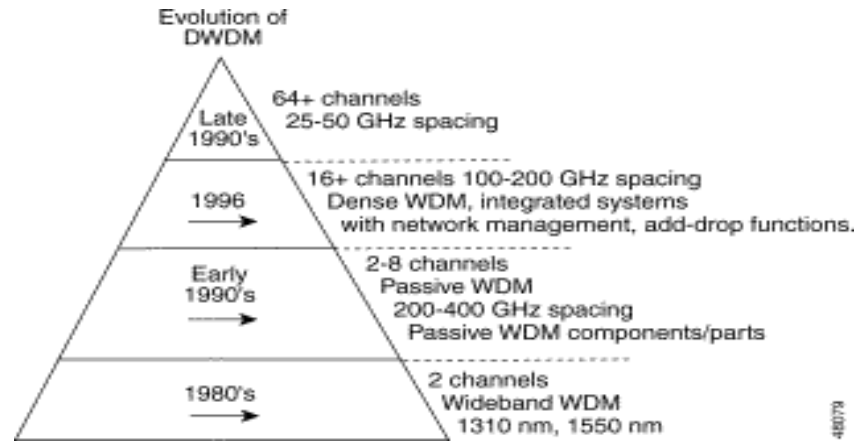 Evolution of
DWDM
64+ channels
Late
25-50 GHz spacing
1990's
16+ channels 100-200 GHz spacing
1996
Dense WDM, integrated systems
with network management, add-drop functions.
2-8 channels
Early
Passive WDM
1990's
200-400 GHz spacing
Passive WDM components/parts
2 channels
1980's
Wideband WDM
1310 nm, 1550 nm
48079